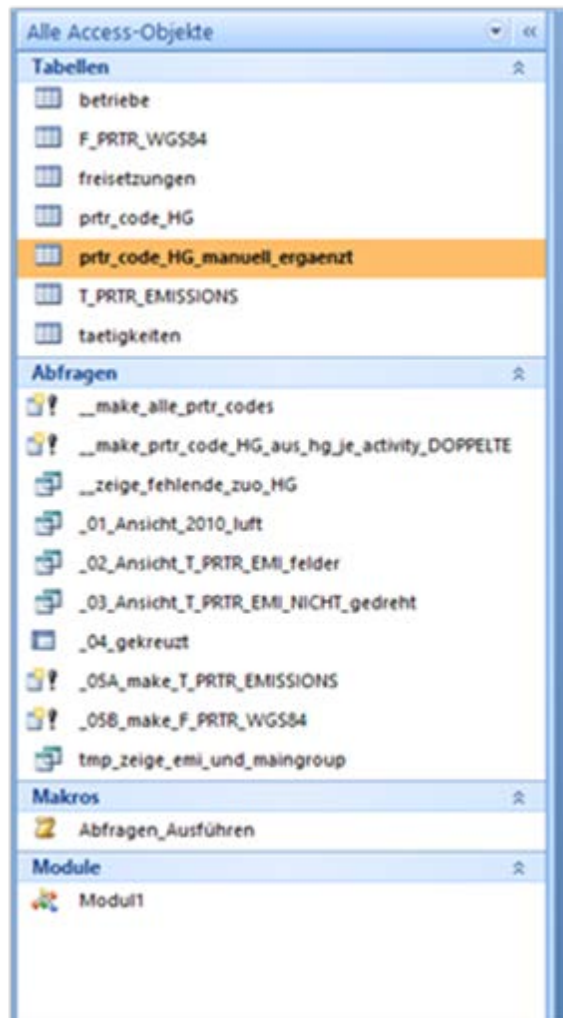 Alle Access-Objekte
Tabellen
betriebe
F_PRTR_WGS84
freisetzungen
prtr_code_HG
prtr_code_HG_manuell_ergaenzt
T_PRTR_EMISSIONS
taetigkeiten
Abfragen
__make_alle_prtr_codes
__make_prtr_code_HG_aus_hg_je_activity_DOPPELTE
__zeige_fehlende_zuo_HG
_01_Ansicht_2010_luft
_02_Ansicht_T_PRTR_EMI_felder
_03_Ansicht_T_PRTR_EMI_NICHT_gedreht
_04_gekreuzt
_05A_make_T_PRTR_EMISSIONS
_05B_make_F_PRTR_WGS84
tmp_zeige_emi_und_maingroup
Makros
Abfragen_Ausführen
Module
Modul1